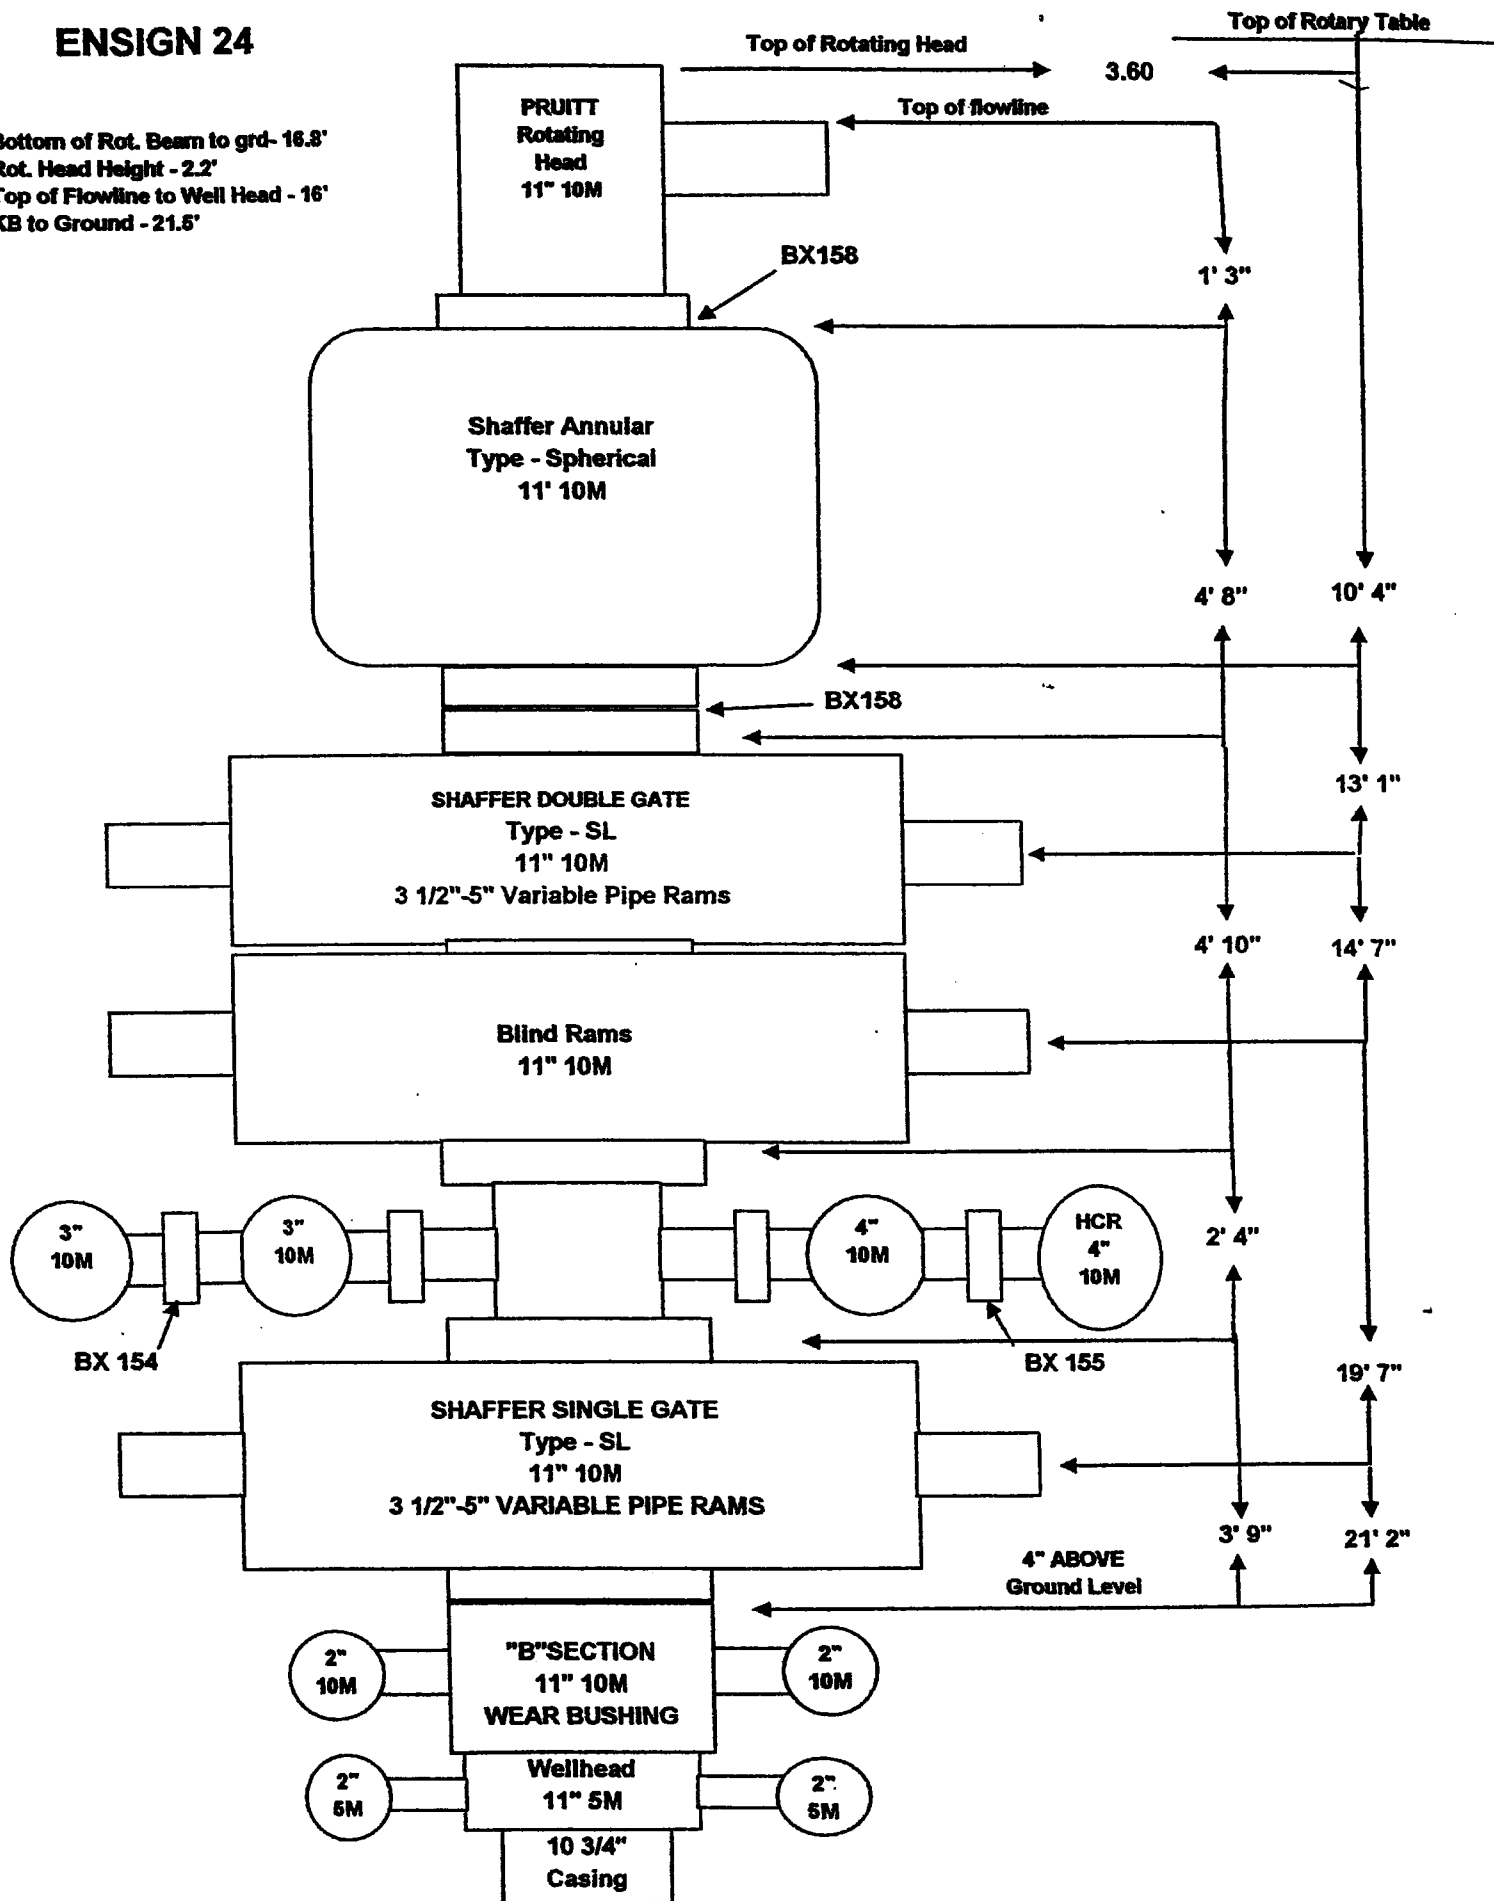 ENSIGN 24
Top of Rotary Table
Top of Rotating Head
3.60
Bottom of Rot. Beam to grd- 16.8'
Rot. Head Height - 2.2'
Top of Flowline to Well Head - 16'
KB to Ground - 21.5'
PRUITT
Rotating
Head
11" 10M
Top of flowline
BX158
1' 3"
Shaffer Annular
Type - Spherical
11' 10M
4' 8"
10' 4"
BX158
13' 1"
SHAFFER DOUBLE GATE
Type - SL
11" 10M
3 1/2"-5" Variable Pipe Rams
4' 10"
14' 7"
Blind Rams
11" 10M
3"
10M
3"
10M
4"
10M
HCR
4"
10M
2' 4"
BX 154
BX 155
19' 7"
SHAFFER SINGLE GATE
Type - SL
11" 10M
3 1/2"-5" VARIABLE PIPE RAMS
3' 9"
21' 2"
4" ABOVE
Ground Level
2"
10M
"B"SECTION
11" 10M
WEAR BUSHING
2"
10M
2"
5M
Wellhead
11" 5M
2"
5M
10 3/4"
Casing